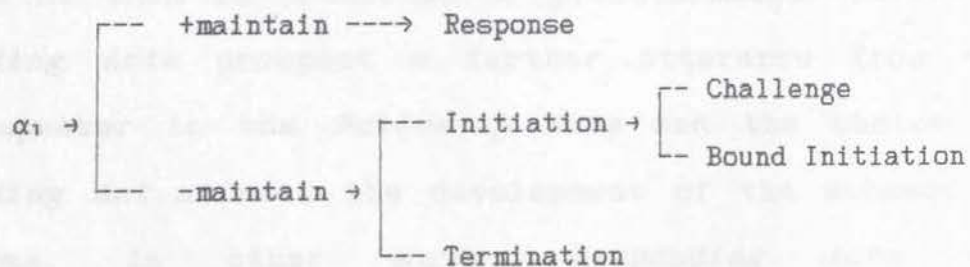 +maintain → Response
Challenge
α₁ → Initiation →
Bound Initiation
-maintain →
Termination